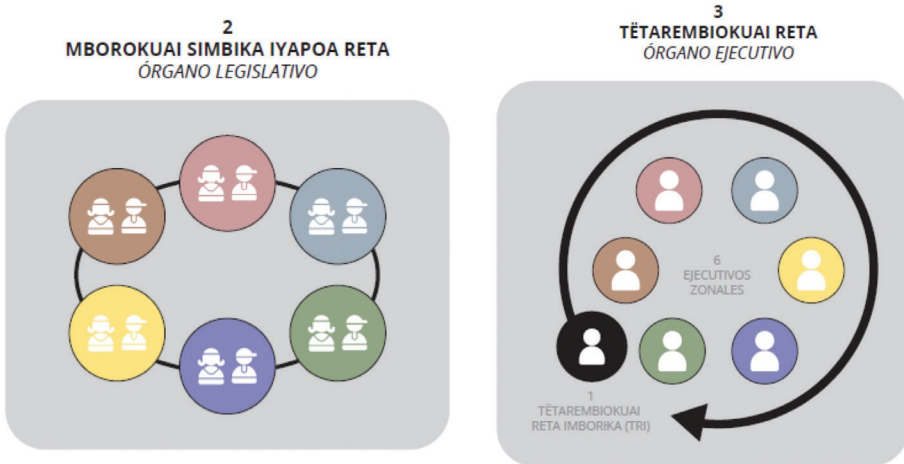 2
MBOROKUAI SIMBIKA IYAPOA RETA
ÓRGANO LEGISLATIVO
3
TËTAREMBIOKUAI RETA
ÓRGANO EJECUTIVO
6
EJECUTIVOS
ZONALES
1
TËTAREMBIOKUAI
RETA IMBORIKA (TRI)